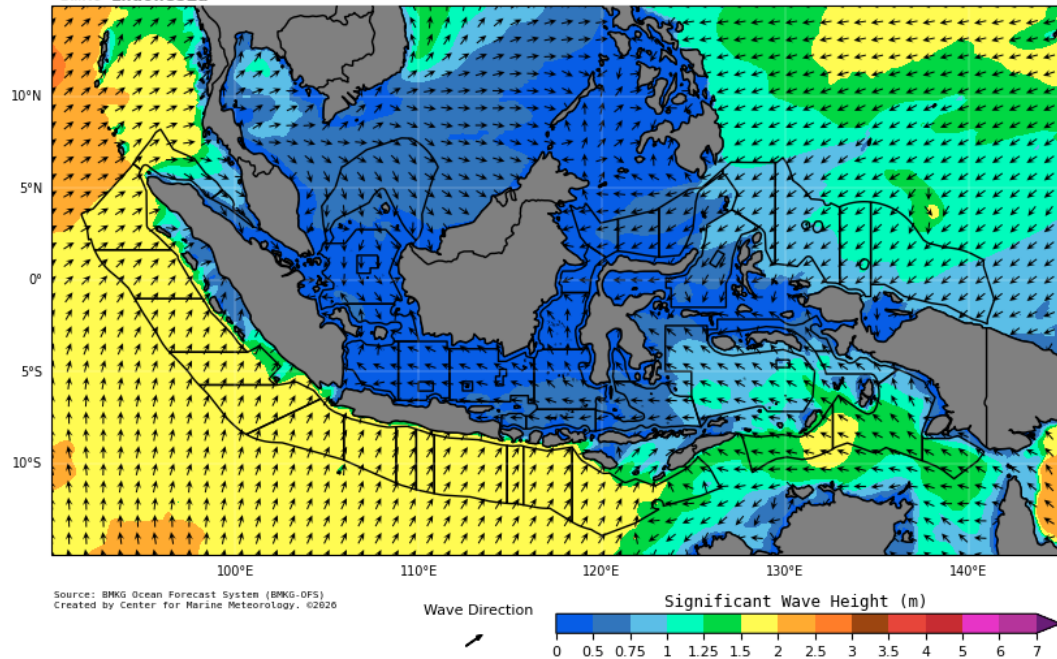 10°N
5°N
0°
5°S
10°S
100°E 110°E 120°E 130°E 140°E
Source: BMKG Ocean Forecast System (BMKG-OFS)
Created by Center for Marine Meteorology. ©2026
Wave Direction
Significant Wave Height (m)
0 0.5 0.75 1 1.25 1.5 2 2.5 3 3.5 4 5 6 7